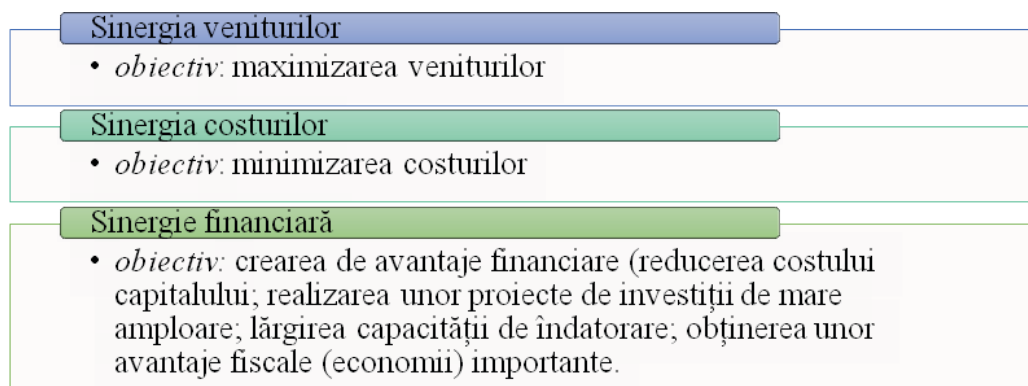 Sinergia veniturilor
• obiectiv: maximizarea veniturilor
Sinergia costurilor
• obiectiv: minimizarea costurilor
Sinergie financiară
• obiectiv: crearea de avantaje financiare (reducerea costului
capitalului; realizarea unor proiecte de investiții de mare
amploare; lărgirea capacității de îndatorare; obținerea unor
avantaje fiscale (economii) importante.